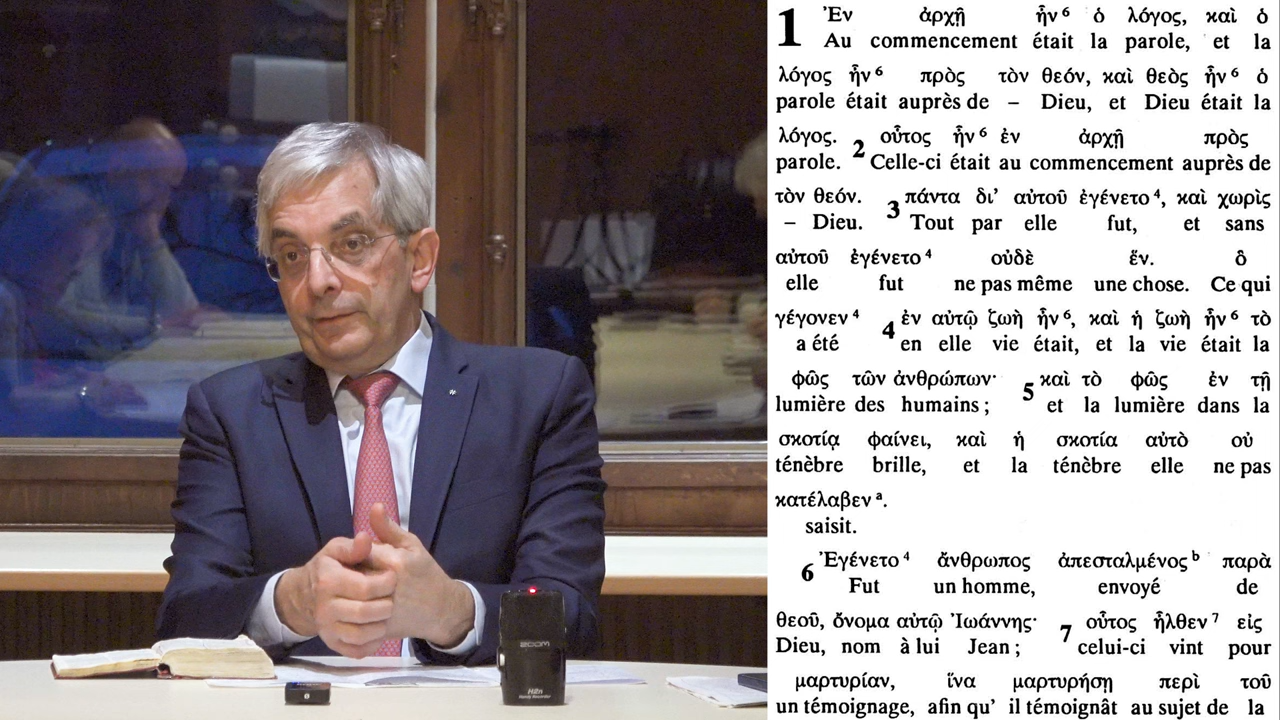 1 Ἐν ἀρχῇ ἦν⁶ ὁ λόγος, καὶ ὁ
Au commencement était la parole, et la
λόγος ἦν⁶ πρὸς τὸν θεόν, καὶ θεὸς ἦν⁶ ὁ
parole était auprès de – Dieu, et Dieu était la
λόγος. 2 οὗτος ἦν⁶ ἐν ἀρχῇ πρὸς
parole. Celle-ci était au commencement auprès de
τὸν θεόν. 3 πάντα δι’ αὐτοῦ ἐγένετο⁴, καὶ χωρὶς
– Dieu. Tout par elle fut, et sans
αὐτοῦ ἐγένετο⁴ οὐδὲ ἕν. ὃ
elle fut ne pas même une chose. Ce qui
γέγονεν⁴ 4 ἐν αὐτῷ ζωὴ ἦν⁶, καὶ ἡ ζωὴ ἦν⁶ τὸ
a été en elle vie était, et la vie était la
φῶς τῶν ἀνθρώπων· 5 καὶ τὸ φῶς ἐν τῇ
lumière des humains ; et la lumière dans la
σκοτίᾳ φαίνει, καὶ ἡ σκοτία αὐτὸ οὐ
ténèbre brille, et la ténèbre elle ne pas
κατέλαβενᵃ.
saisit.
6 Ἐγένετο⁴ ἄνθρωπος ἀπεσταλμένοςᵇ παρὰ
Fut un homme, envoyé de
θεοῦ, ὄνομα αὐτῷ Ἰωάννης· 7 οὗτος ἦλθεν⁷ εἰς
Dieu, nom à lui Jean ; celui-ci vint pour
μαρτυρίαν, ἵνα μαρτυρήσῃ περὶ τοῦ
un témoignage, afin qu’ il témoignât au sujet de la
ZOOM
H2n
Handy Recorder